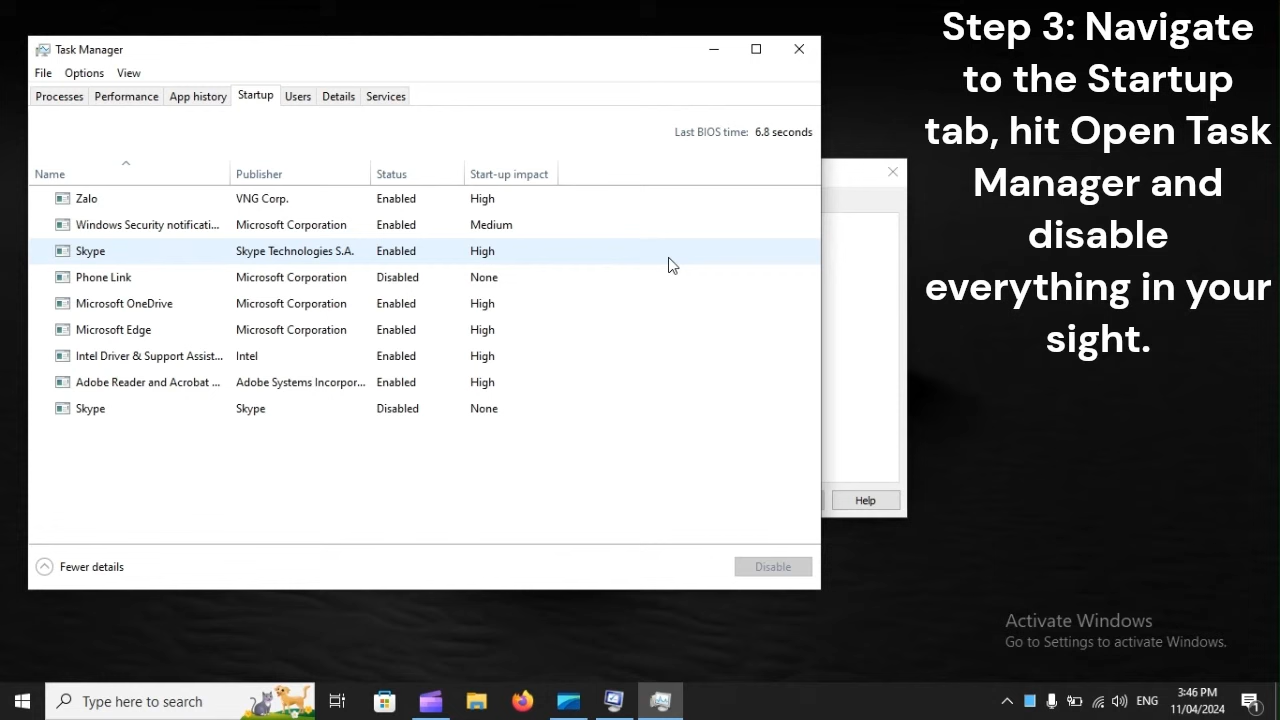 Step 3: Navigate
to the Startup
tab, hit Open Task
Manager and
disable
everything in your
sight.
Task Manager
File Options View
Processes Performance App history Startup Users Details Services
Last BIOS time: 6.8 seconds
Name Publisher Status Start-up impact
Zalo VNG Corp. Enabled High
Windows Security notificati... Microsoft Corporation Enabled Medium
Skype Skype Technologies S.A. Enabled High
Phone Link Microsoft Corporation Disabled None
Microsoft OneDrive Microsoft Corporation Enabled High
Microsoft Edge Microsoft Corporation Enabled High
Intel Driver & Support Assist... Intel Enabled High
Adobe Reader and Acrobat ... Adobe Systems Incorpor... Enabled High
Skype Skype Disabled None
Help
Fewer details Disable
Activate Windows
Go to Settings to activate Windows.
Type here to search
ENG
3:46 PM
11/04/2024
1